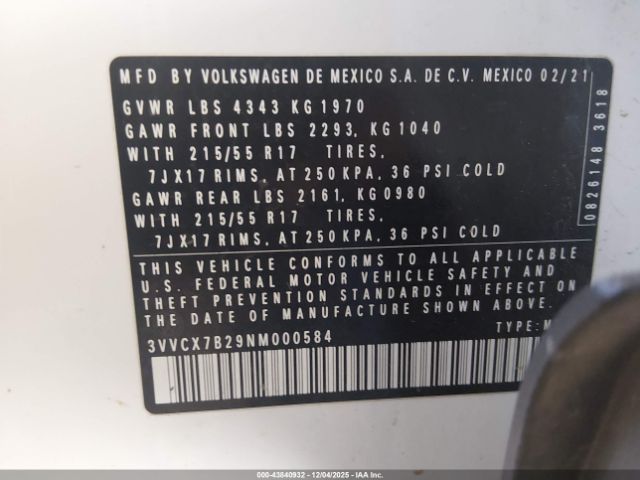 MFD BY VOLKSWAGEN DE MEXICO S.A. DE C.V. MEXICO 02/21
GVWR LBS 4343 KG 1970
GAWR FRONT LBS 2293, KG 1040
WITH 215/55 R17 TIRES,
7JX17 RIMS, AT 250 KPA, 36 PSI COLD
GAWR REAR LBS 2161, KG 0980
WITH 215/55 R17 TIRES,
7JX17 RIMS, AT 250 KPA, 36 PSI COLD
THIS VEHICLE CONFORMS TO ALL APPLICABLE
U.S. FEDERAL MOTOR VEHICLE SAFETY AND
THEFT PREVENTION STANDARDS IN EFFECT ON
THE DATE OF MANUFACTURE SHOWN ABOVE.
3VVCX7B29NM000584
TYPE:
0826148 3618
000-43840932 - 12/04/2025 - IAA Inc.